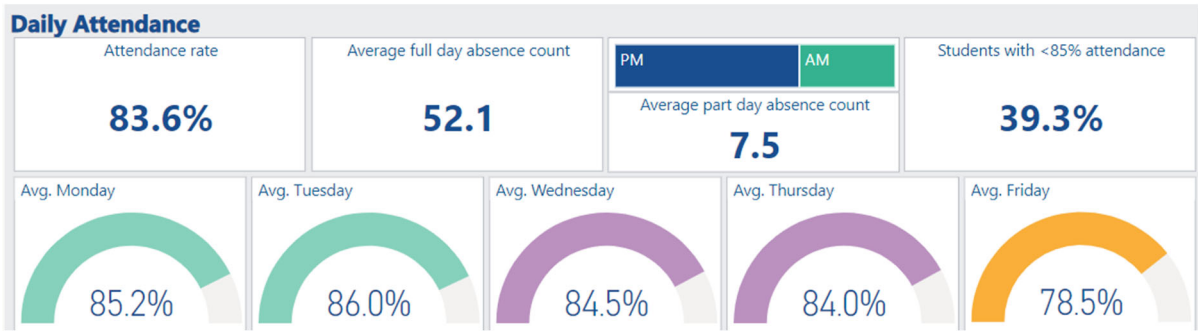 Daily Attendance
Attendance rate
83.6%
Average full day absence count
52.1
PM
AM
Average part day absence count
7.5
Students with <85% attendance
39.3%
Avg. Monday
85.2%
Avg. Tuesday
86.0%
Avg. Wednesday
84.5%
Avg. Thursday
84.0%
Avg. Friday
78.5%